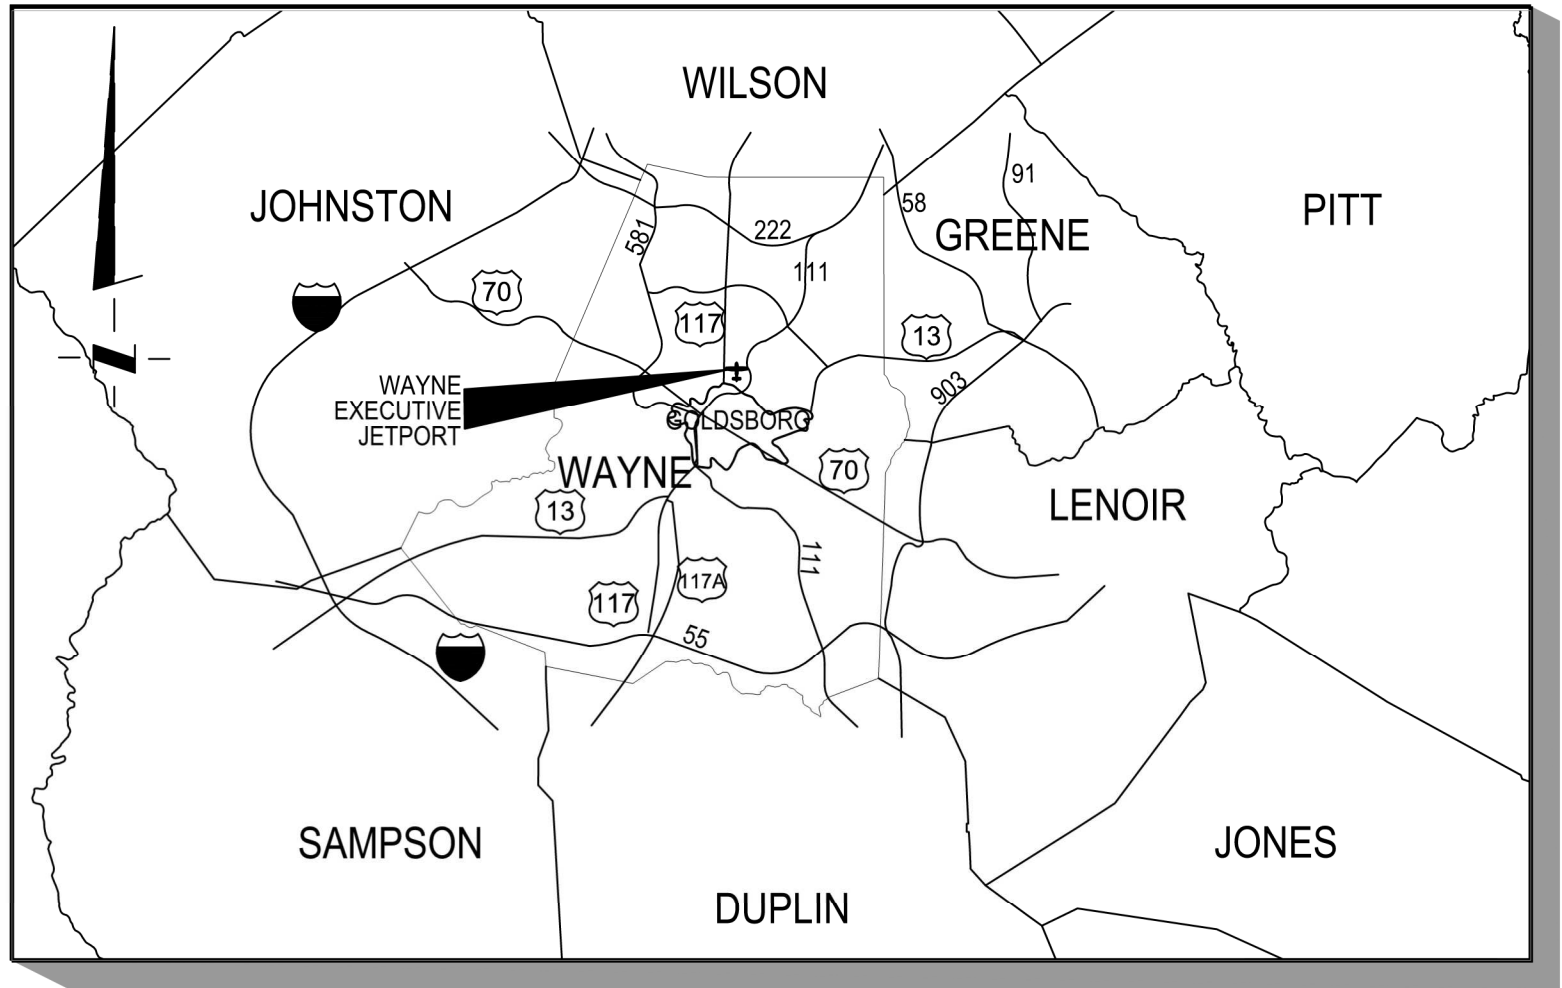 WILSON
91
JOHNSTON
58
PITT
222
GREENE
581
111
70
117
13
WAYNE
EXECUTIVE
JETPORT
903
GOLDSBORO
WAYNE
70
13
LENOIR
111
117A
117
55
SAMPSON
JONES
DUPLIN
N